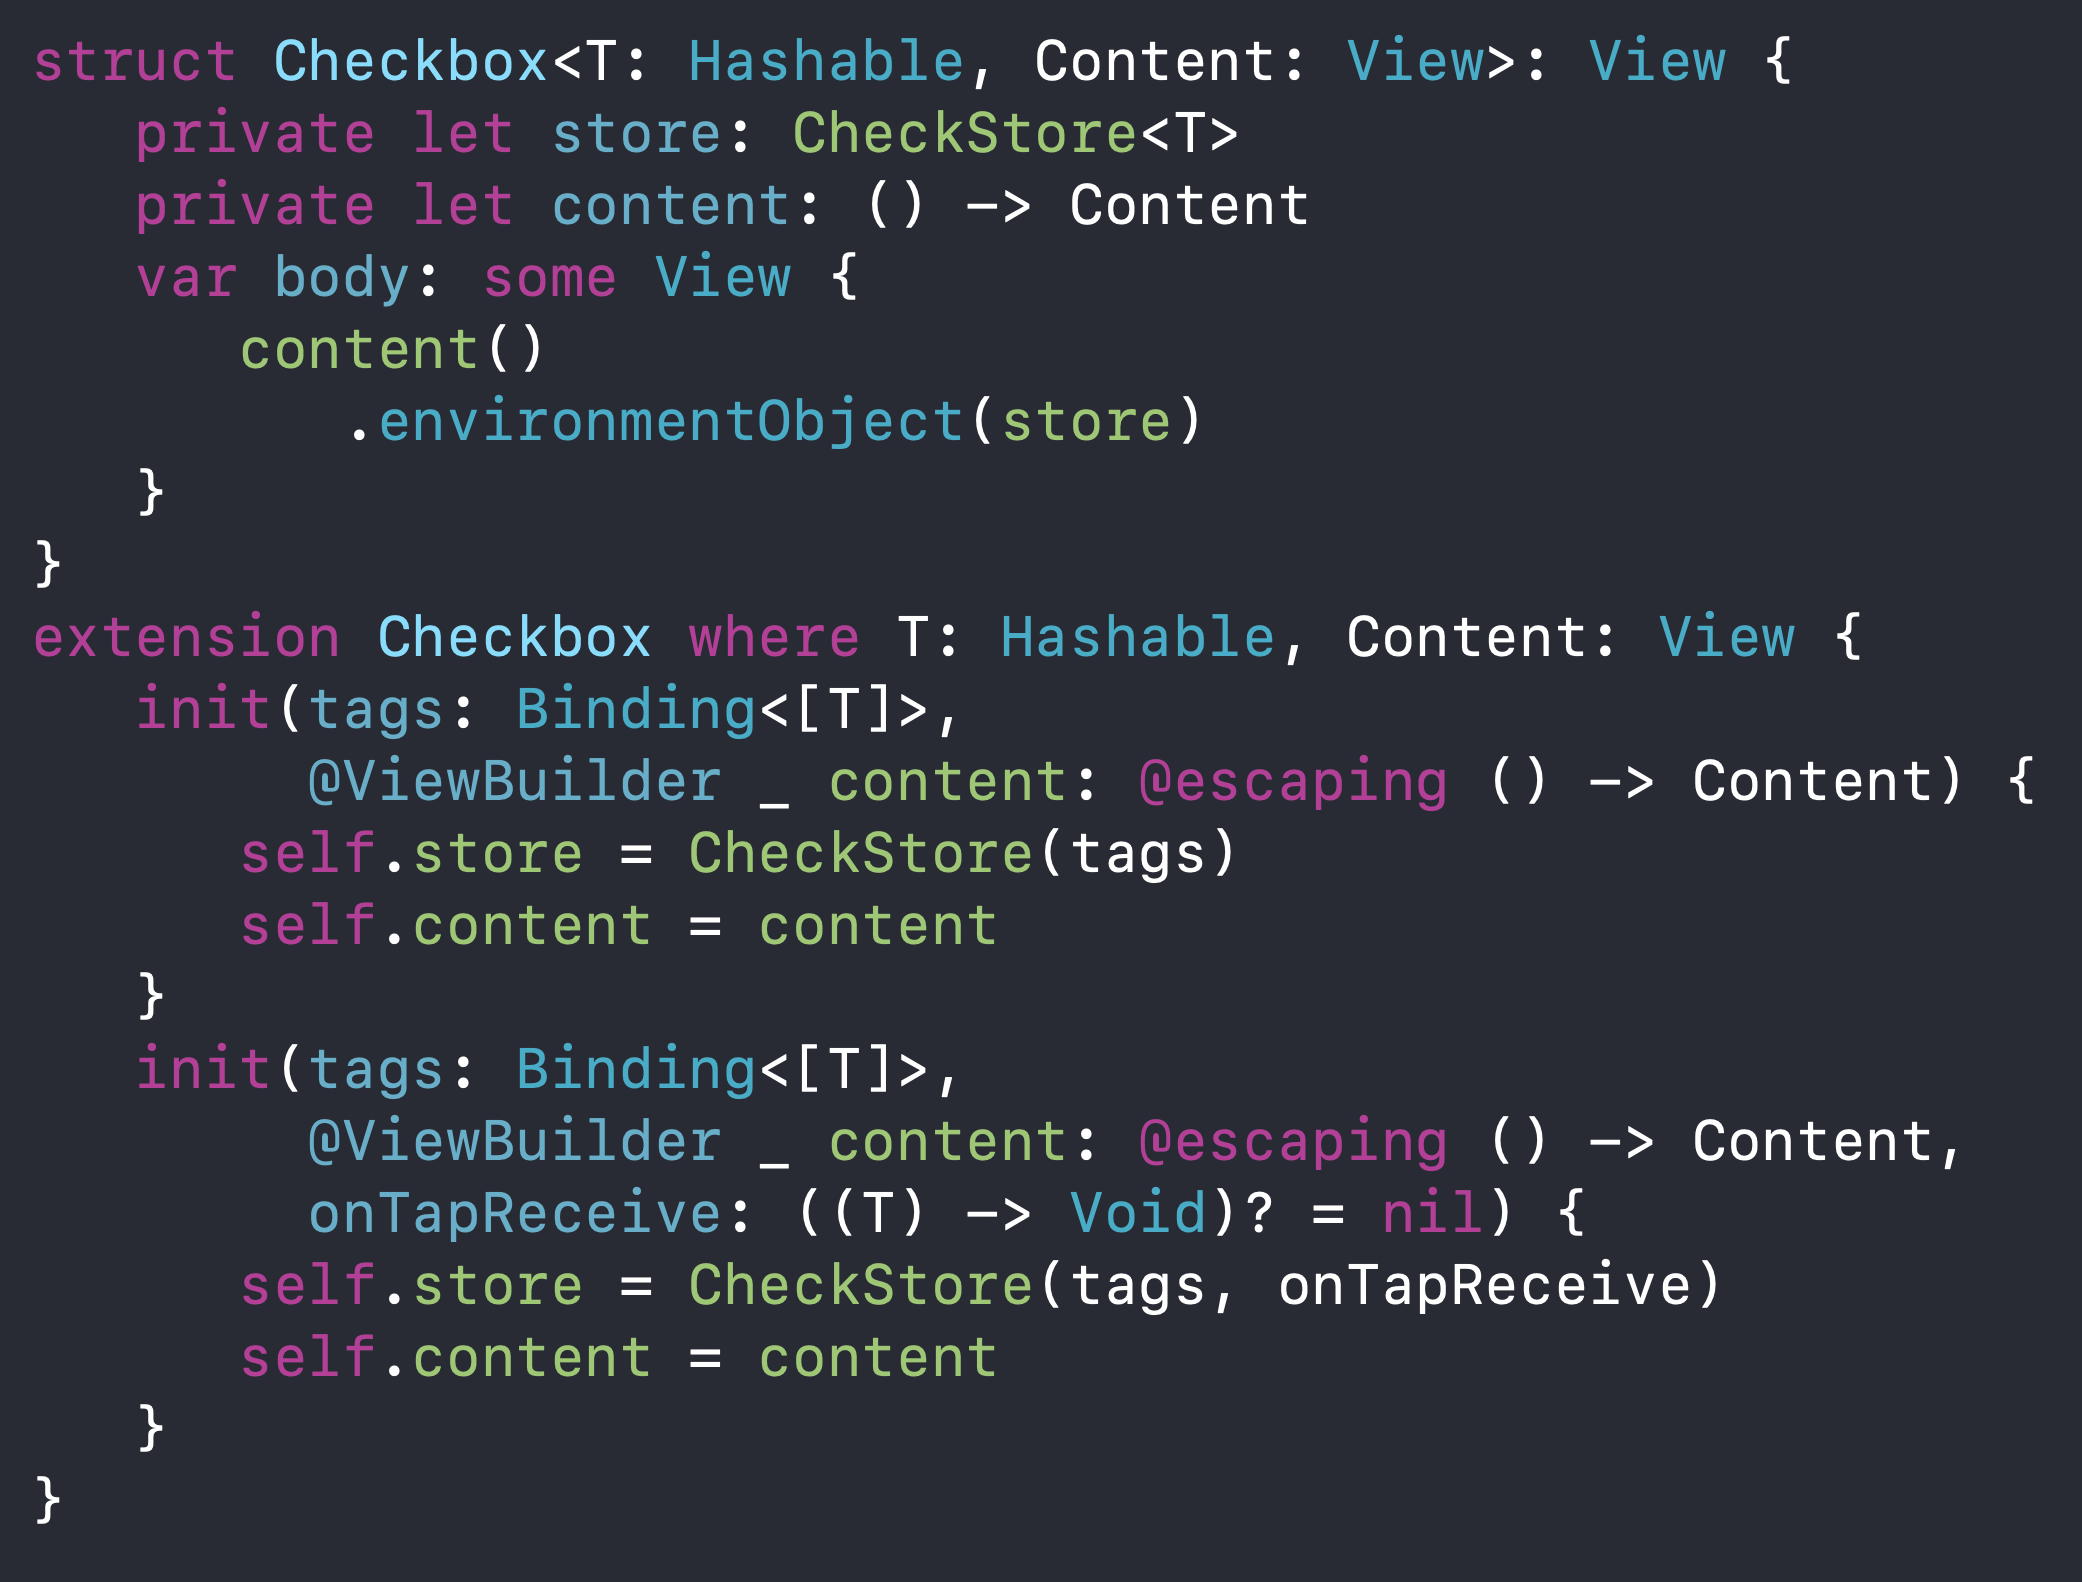 struct Checkbox<T: Hashable, Content: View>: View {
   private let store: CheckStore<T>
   private let content: () -> Content
   var body: some View {
      content()
         .environmentObject(store)
   }
}
extension Checkbox where T: Hashable, Content: View {
   init(tags: Binding<[T]>,
        @ViewBuilder _ content: @escaping () -> Content) {
      self.store = CheckStore(tags)
      self.content = content
   }
   init(tags: Binding<[T]>,
        @ViewBuilder _ content: @escaping () -> Content,
        onTapReceive: ((T) -> Void)? = nil) {
      self.store = CheckStore(tags, onTapReceive)
      self.content = content
   }
}